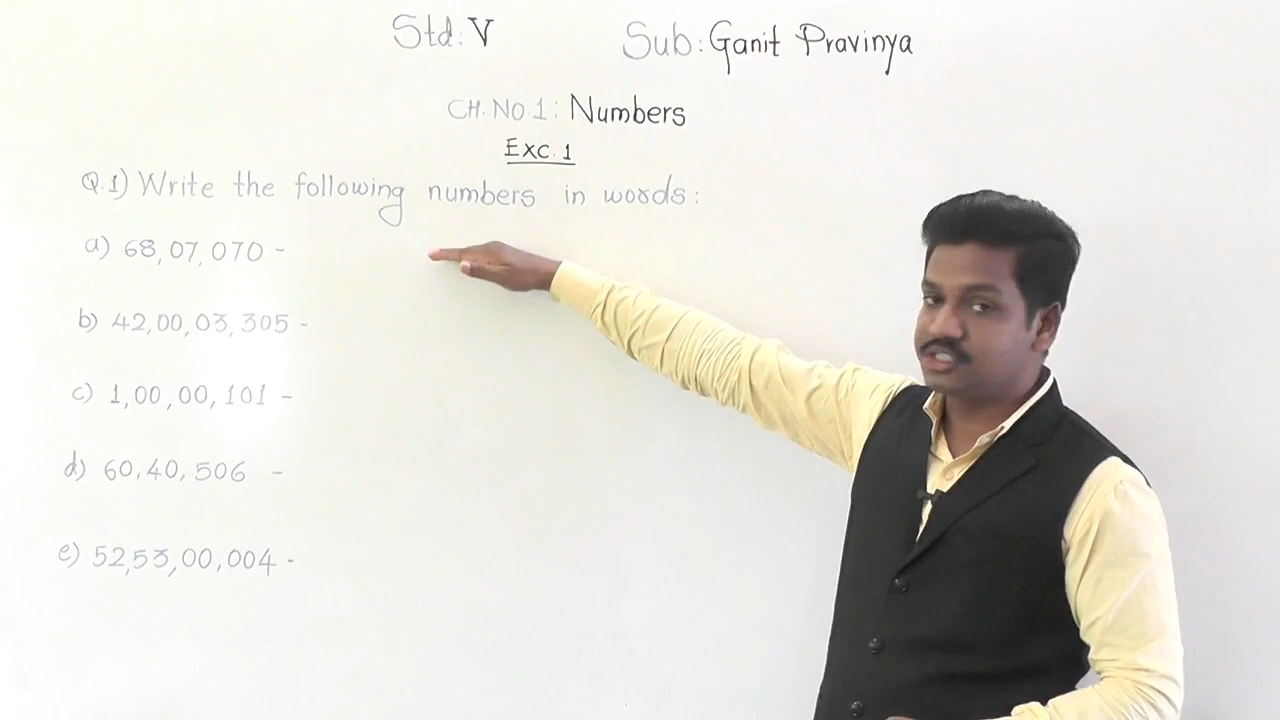 Std: V Sub: Ganit Pravinya
CH. NO. 1: Numbers
Exc. 1
Q.1) Write the following numbers in words:
a) 68,07,070 -
b) 42,00,03,305 -
c) 1,00,00,101 -
d) 60,40,506 -
e) 52,53,00,004 -